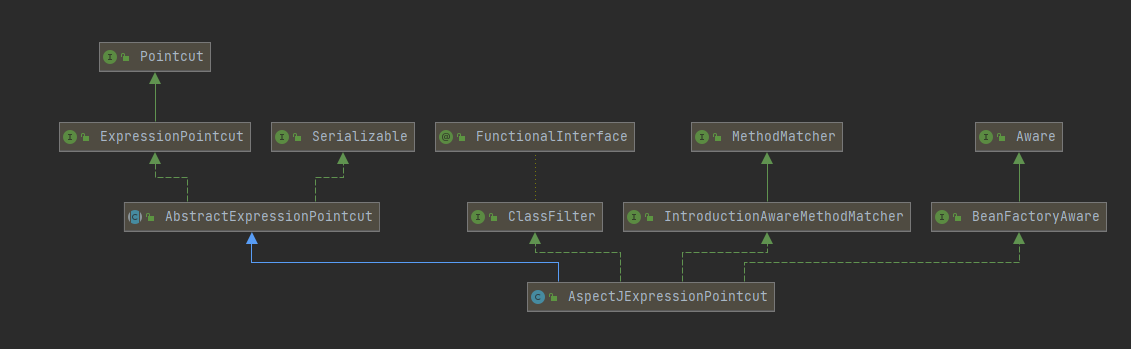 Pointcut
ExpressionPointcut
Serializable
FunctionalInterface
MethodMatcher
Aware
AbstractExpressionPointcut
ClassFilter
IntroductionAwareMethodMatcher
BeanFactoryAware
AspectJExpressionPointcut